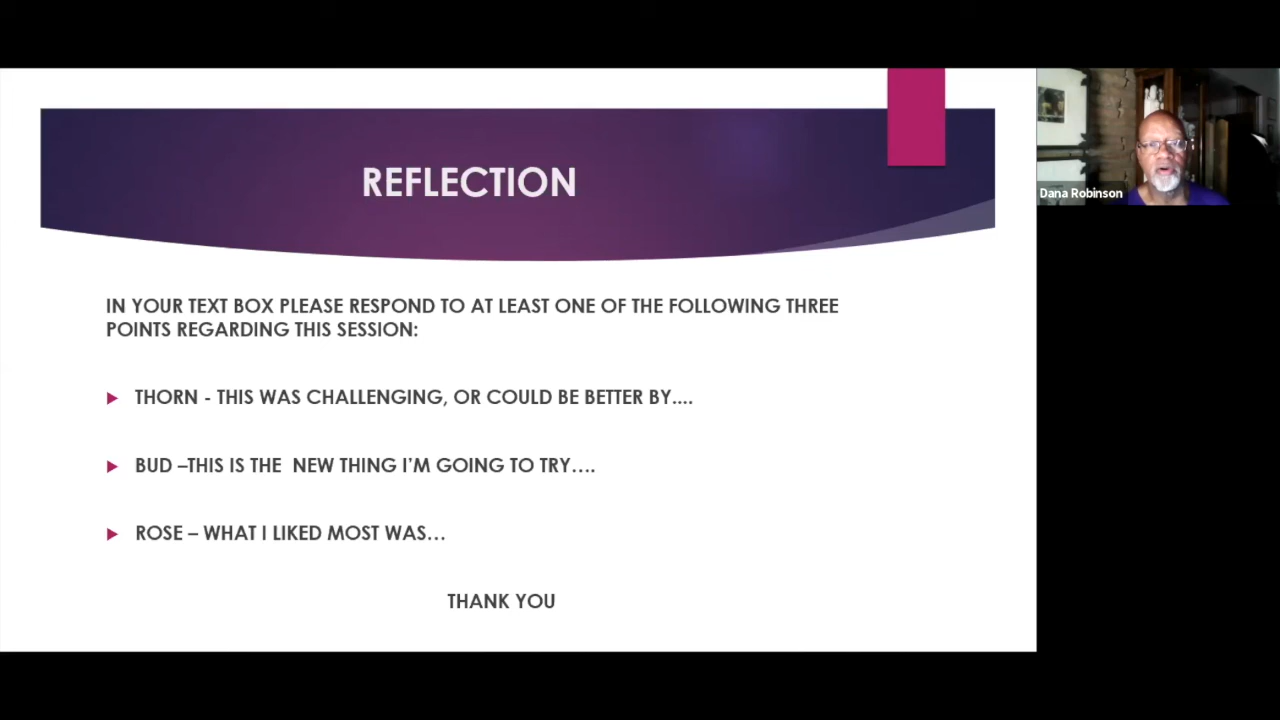 REFLECTION
IN YOUR TEXT BOX PLEASE RESPOND TO AT LEAST ONE OF THE FOLLOWING THREE
POINTS REGARDING THIS SESSION:
THORN - THIS WAS CHALLENGING, OR COULD BE BETTER BY....
BUD –THIS IS THE  NEW THING I'M GOING TO TRY....
ROSE – WHAT I LIKED MOST WAS...
THANK YOU
Dana Robinson